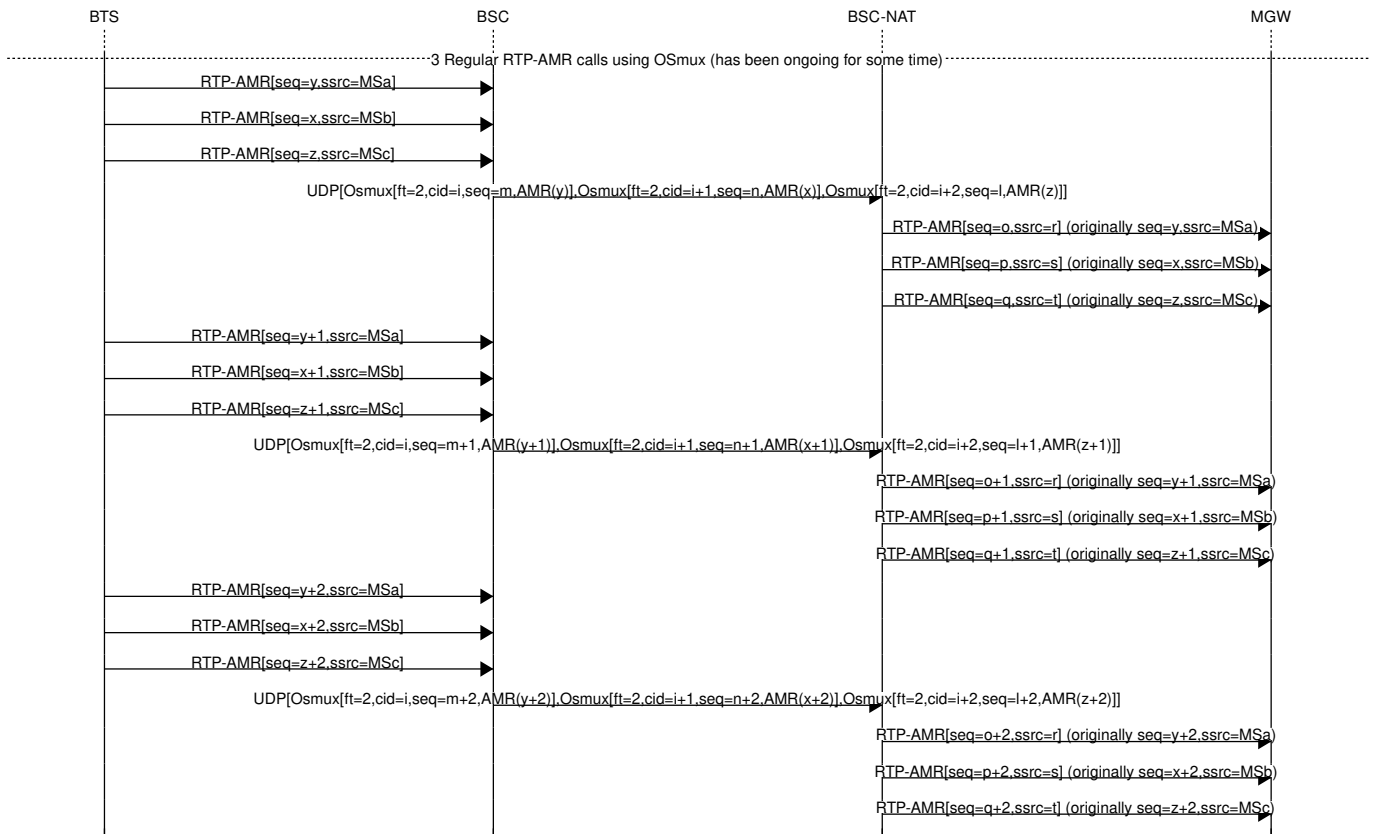 BTS BSC BSC-NAT MGW
3 Regular RTP-AMR calls using OSmux (has been ongoing for some time)
RTP-AMR[seq=y,ssrc=MSa]
RTP-AMR[seq=x,ssrc=MSb]
RTP-AMR[seq=z,ssrc=MSc]
UDP[Osmux[ft=2,cid=i,seq=m,AMR(y)],Osmux[ft=2,cid=i+1,seq=n,AMR(x)],Osmux[ft=2,cid=i+2,seq=l,AMR(z)]]
RTP-AMR[seq=o,ssrc=r] (originally seq=y,ssrc=MSa)
RTP-AMR[seq=p,ssrc=s] (originally seq=x,ssrc=MSb)
RTP-AMR[seq=q,ssrc=t] (originally seq=z,ssrc=MSc)
RTP-AMR[seq=y+1,ssrc=MSa]
RTP-AMR[seq=x+1,ssrc=MSb]
RTP-AMR[seq=z+1,ssrc=MSc]
UDP[Osmux[ft=2,cid=i,seq=m+1,AMR(y+1)],Osmux[ft=2,cid=i+1,seq=n+1,AMR(x+1)],Osmux[ft=2,cid=i+2,seq=l+1,AMR(z+1)]]
RTP-AMR[seq=o+1,ssrc=r] (originally seq=y+1,ssrc=MSa)
RTP-AMR[seq=p+1,ssrc=s] (originally seq=x+1,ssrc=MSb)
RTP-AMR[seq=q+1,ssrc=t] (originally seq=z+1,ssrc=MSc)
RTP-AMR[seq=y+2,ssrc=MSa]
RTP-AMR[seq=x+2,ssrc=MSb]
RTP-AMR[seq=z+2,ssrc=MSc]
UDP[Osmux[ft=2,cid=i,seq=m+2,AMR(y+2)],Osmux[ft=2,cid=i+1,seq=n+2,AMR(x+2)],Osmux[ft=2,cid=i+2,seq=l+2,AMR(z+2)]]
RTP-AMR[seq=o+2,ssrc=r] (originally seq=y+2,ssrc=MSa)
RTP-AMR[seq=p+2,ssrc=s] (originally seq=x+2,ssrc=MSb)
RTP-AMR[seq=q+2,ssrc=t] (originally seq=z+2,ssrc=MSc)